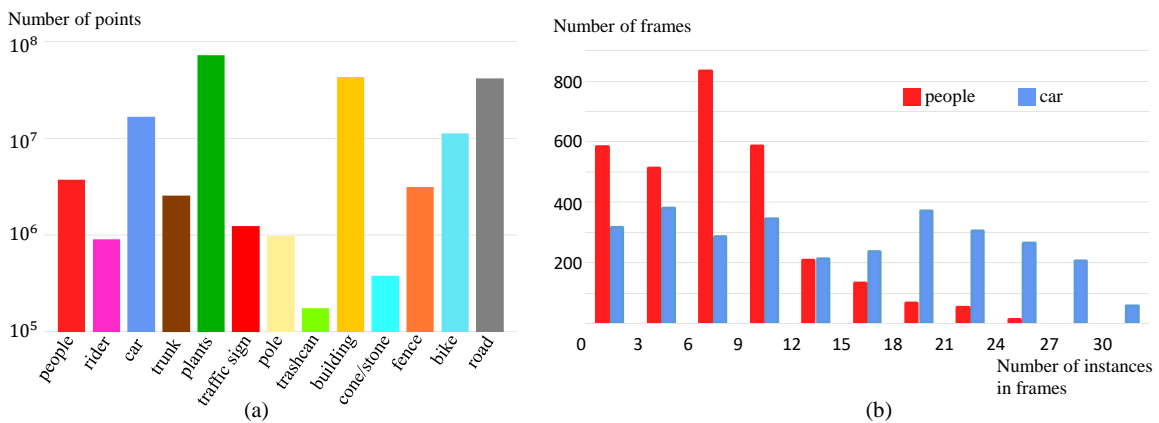 Number of points
10^8
10^7
10^6
10^5
people
rider
car
trunk
plants
traffic sign
pole
trashcan
building
cone/stone
fence
bike
road
(a)
Number of frames
800
600
400
200
people
car
0 3 6 9 12 15 18 21 24 27 30
Number of instances
in frames
(b)